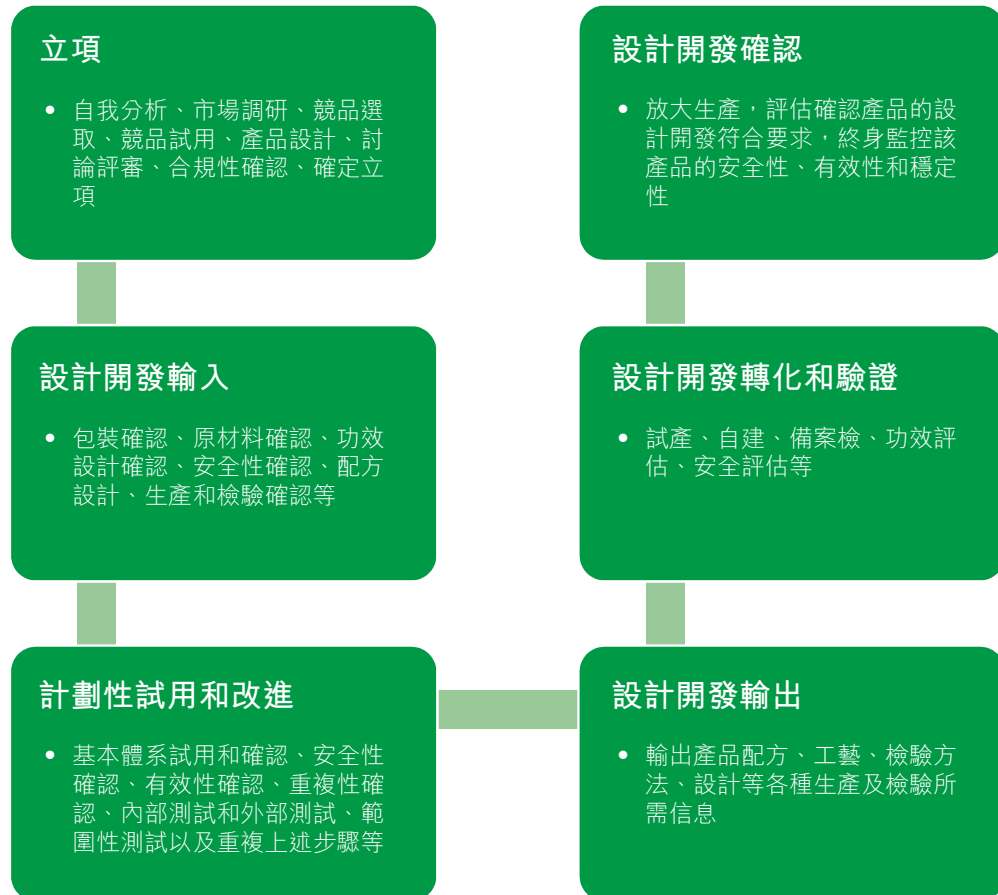 立項
• 自我分析、市場調研、競品選
取、競品試用、產品設計、討
論評審、合規性確認、確定立
項
設計開發輸入
• 包裝確認、原材料確認、功效
設計確認、安全性確認、配方
設計、生產和檢驗確認等
計劃性試用和改進
• 基本體系試用和確認、安全性
確認、有效性確認、重複性確
認、內部測試和外部測試、範
圍性測試以及重複上述步驟等
設計開發輸出
• 輸出產品配方、工藝、檢驗方
法、設計等各種生產及檢驗所
需信息
設計開發轉化和驗證
• 試產、自建、備案檢、功效評
估、安全評估等
設計開發確認
• 放大生產，評估確認產品的設
計開發符合要求，終身監控該
產品的安全性、有效性和穩定
性